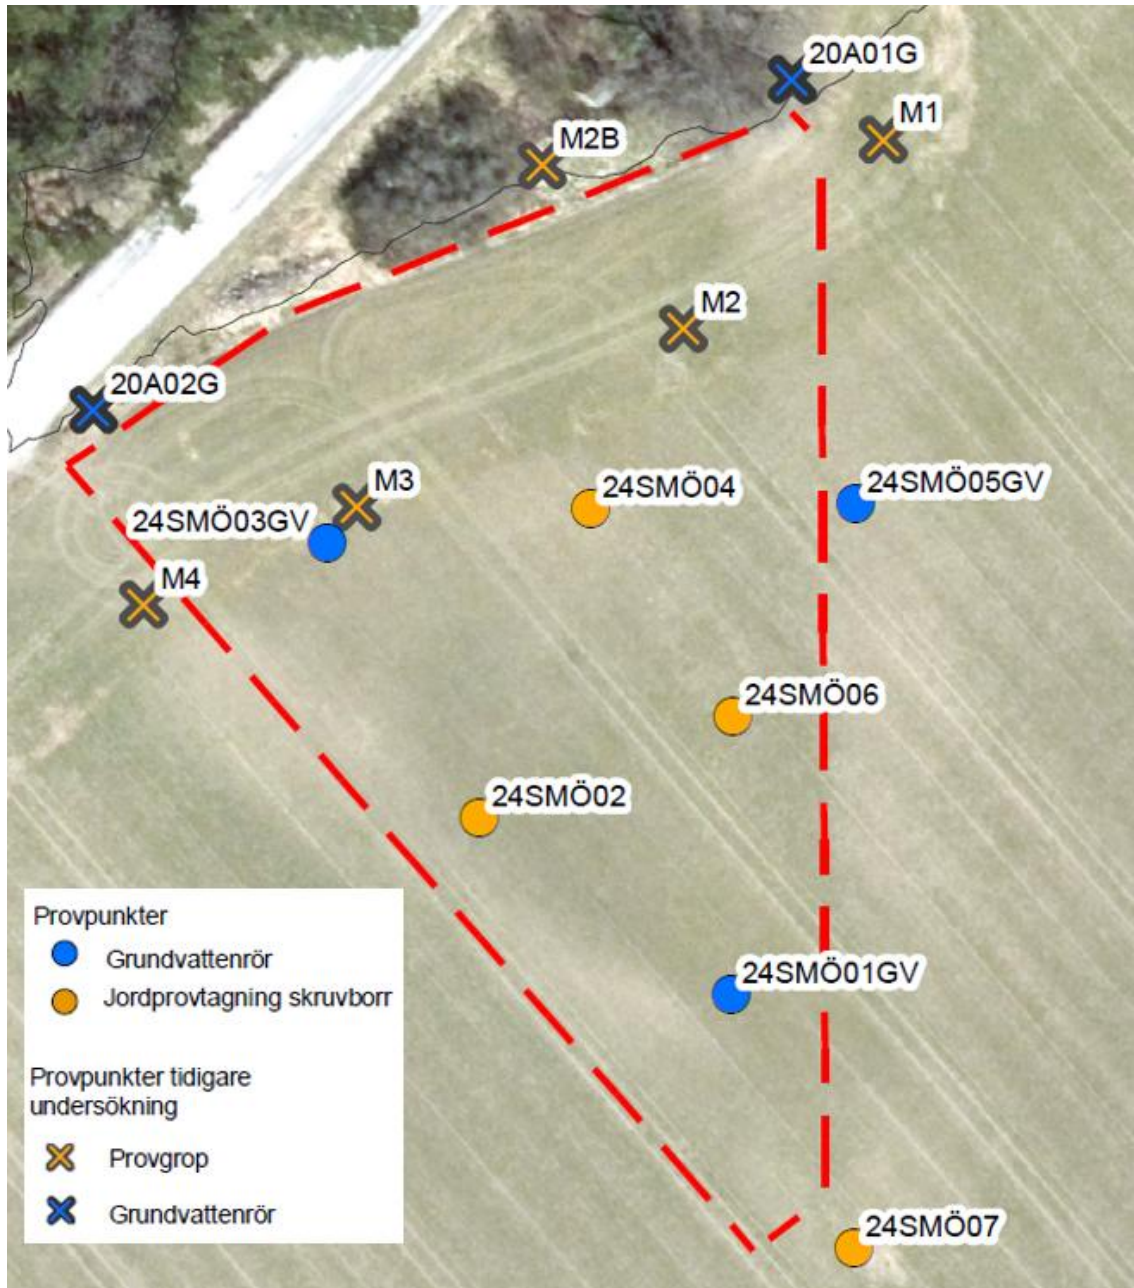 20A01G
M1
M2B
M2
20A02G
M3
24SMÖ04
24SMÖ05GV
24SMÖ03GV
M4
24SMÖ06
24SMÖ02
24SMÖ01GV
24SMÖ07
Provpunkter
Grundvattenrör
Jordprovtagning skruvborr
Provpunkter tidigare
undersökning
Provgrop
Grundvattenrör